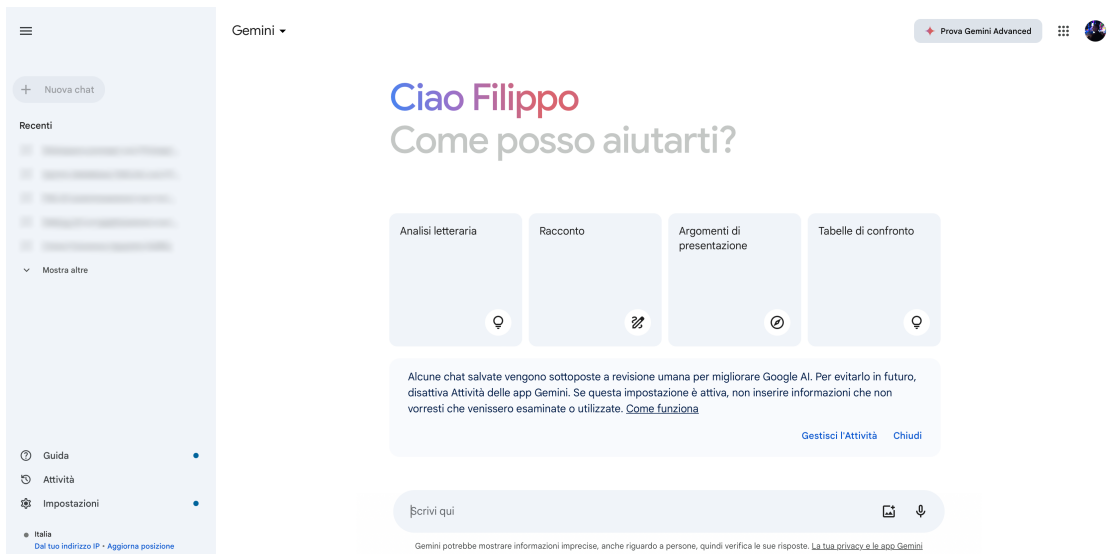 Gemini
Prova Gemini Advanced
Nuova chat
Recenti
Mostra altre
Guida
Attività
Impostazioni
Italia
Dal tuo indirizzo IP • Aggiorna posizione
Ciao Filippo
Come posso aiutarti?
Analisi letteraria
Racconto
Argomenti di
presentazione
Tabelle di confronto
Alcune chat salvate vengono sottoposte a revisione umana per migliorare Google AI. Per evitarlo in futuro,
disattiva Attività delle app Gemini. Se questa impostazione è attiva, non inserire informazioni che non
vorresti che venissero esaminate o utilizzate. Come funziona
Gestisci l'Attività Chiudi
Scrivi qui
Gemini potrebbe mostrare informazioni imprecise, anche riguardo a persone, quindi verifica le sue risposte. La tua privacy e le app Gemini